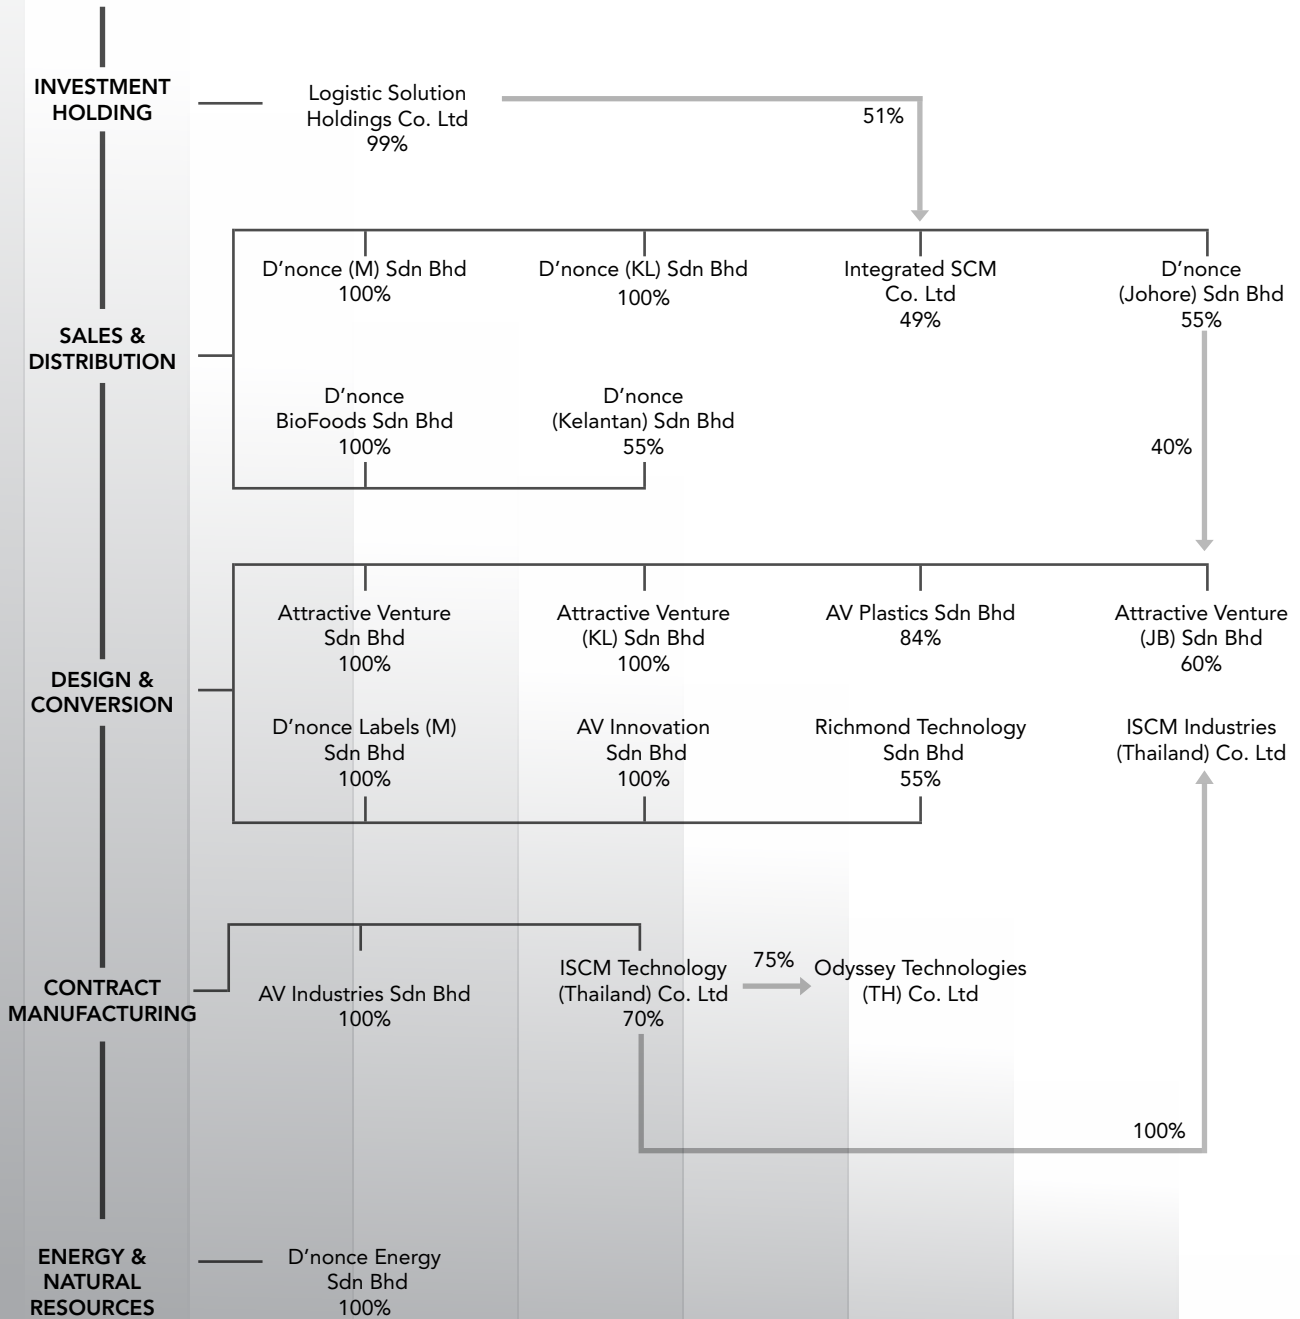 INVESTMENT
HOLDING
Logistic Solution
Holdings Co. Ltd
99%
51%
SALES &
DISTRIBUTION
D'nonce (M) Sdn Bhd
100%
D'nonce (KL) Sdn Bhd
100%
Integrated SCM
Co. Ltd
49%
D'nonce
(Johore) Sdn Bhd
55%
D'nonce
BioFoods Sdn Bhd
100%
D'nonce
(Kelantan) Sdn Bhd
55%
40%
DESIGN &
CONVERSION
Attractive Venture
Sdn Bhd
100%
Attractive Venture
(KL) Sdn Bhd
100%
AV Plastics Sdn Bhd
84%
Attractive Venture
(JB) Sdn Bhd
60%
D'nonce Labels (M)
Sdn Bhd
100%
AV Innovation
Sdn Bhd
100%
Richmond Technology
Sdn Bhd
55%
ISCM Industries
(Thailand) Co. Ltd
CONTRACT
MANUFACTURING
AV Industries Sdn Bhd
100%
ISCM Technology
(Thailand) Co. Ltd
70%
75%
Odyssey Technologies
(TH) Co. Ltd
100%
ENERGY &
NATURAL
RESOURCES
D'nonce Energy
Sdn Bhd
100%